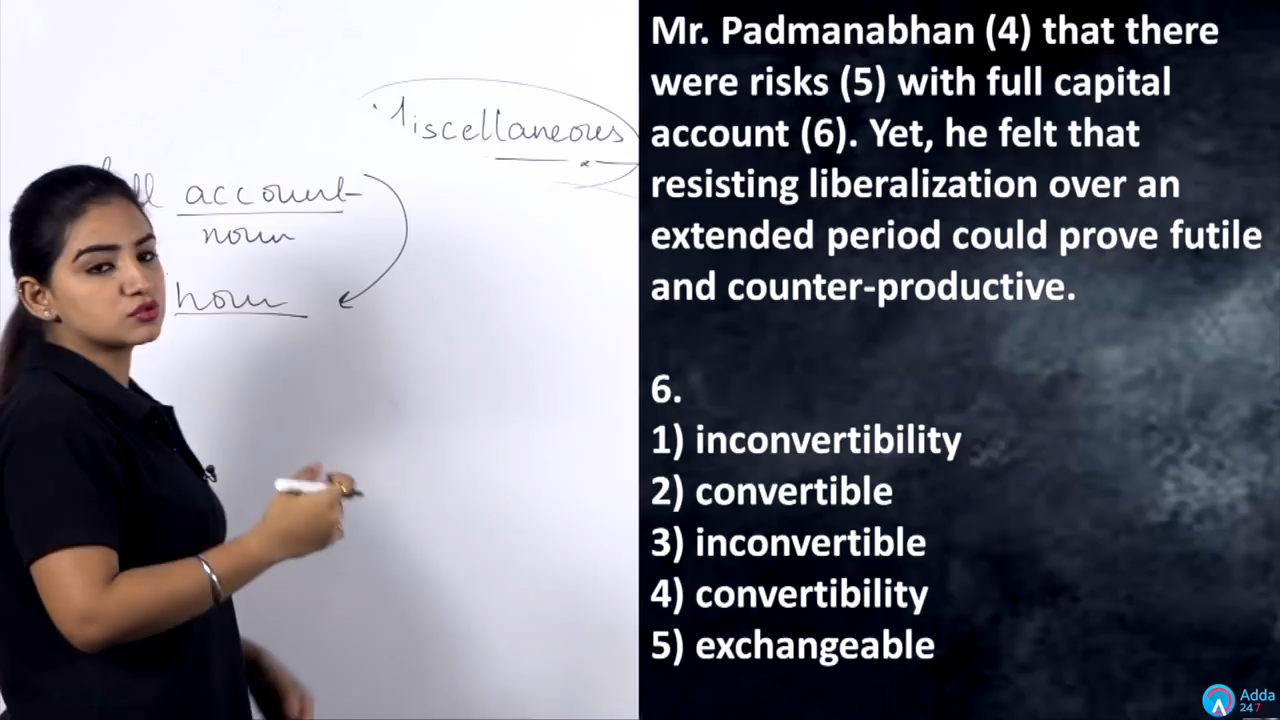 account
noun
noun
Mr. Padmanabhan (4) that there
were risks (5) with full capital
account (6). Yet, he felt that
resisting liberalization over an
extended period could prove futile
and counter-productive.
6.
1) inconvertibility
2) convertible
3) inconvertible
4) convertibility
5) exchangeable
Adda
247